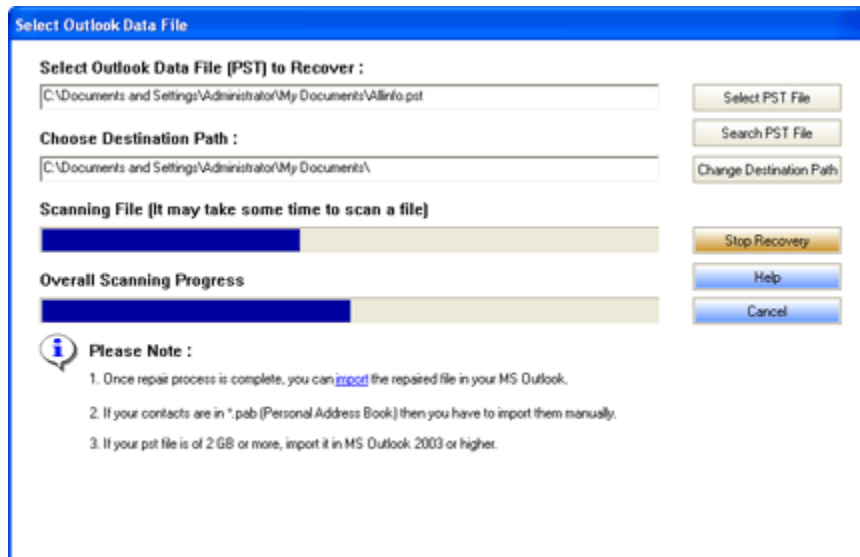 Select Outlook Data File
Select Outlook Data File (PST) to Recover :
C:\Documents and Settings\Administrator\My Documents\Allinfo.pst
Select PST File
Search PST File
Choose Destination Path :
C:\Documents and Settings\Administrator\My Documents\
Change Destination Path
Scanning File (It may take some time to scan a file)
Stop Recovery
Overall Scanning Progress
Help
Cancel
Please Note :
1. Once repair process is complete, you can import the repaired file in your MS Outlook.
2. If your contacts are in *.pab (Personal Address Book) then you have to import them manually.
3. If your pst file is of 2 GB or more, import it in MS Outlook 2003 or higher.